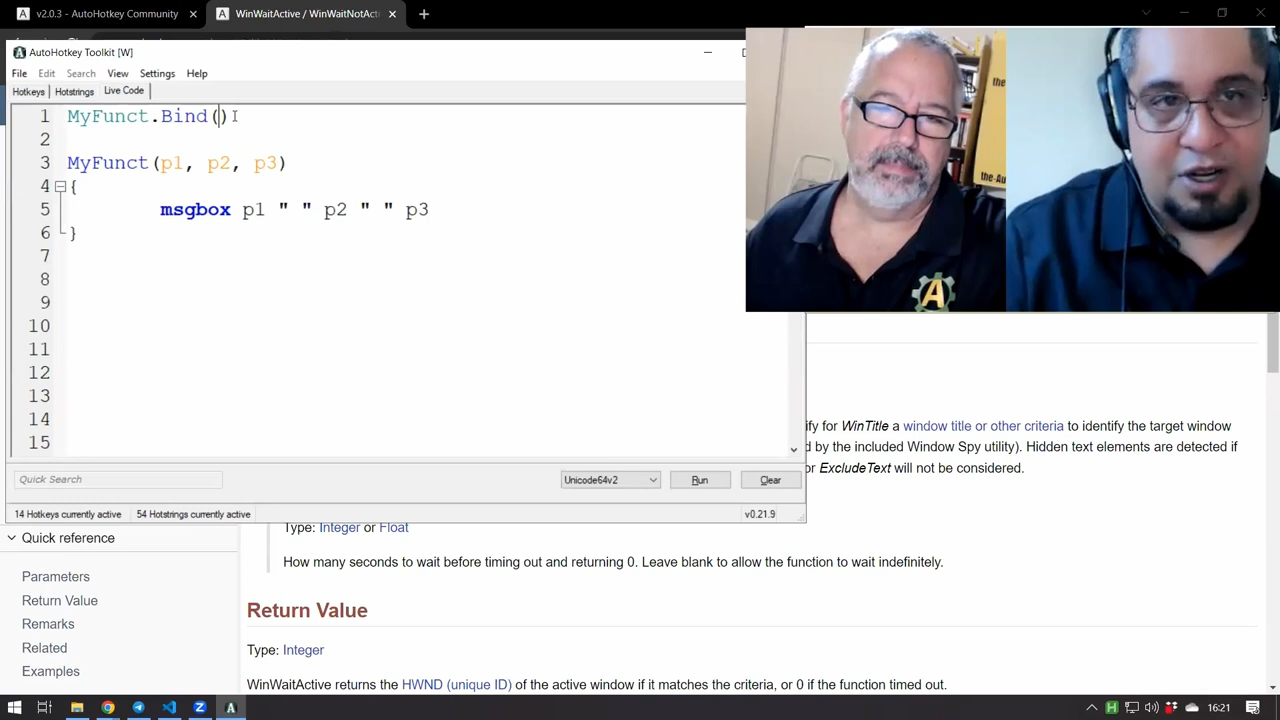 v2.0.3 - AutoHotkey Community
WinWaitActive / WinWaitNotAct
AutoHotkey Toolkit [W]
File Edit Search View Settings Help
Hotkeys Hotstrings Live Code
1 MyFunct.Bind()
2
3 MyFunct(p1, p2, p3)
4 {
5 msgbox p1 " " p2 " " p3
6 }
7
8
9
10
11
12
13
14
15
Quick Search
Unicode64v2
Run
Clear
14 Hotkeys currently active
54 Hotstrings currently active
v0.21.9
the-Au
A
ify for WinTitle a window title or other criteria to identify the target window
d by the included Window Spy utility). Hidden text elements are detected if
or ExcludeText will not be considered.
Type: Integer or Float
How many seconds to wait before timing out and returning 0. Leave blank to allow the function to wait indefinitely.
Return Value
Type: Integer
WinWaitActive returns the HWND (unique ID) of the active window if it matches the criteria, or 0 if the function timed out.
Quick reference
Parameters
Return Value
Remarks
Related
Examples
16:21